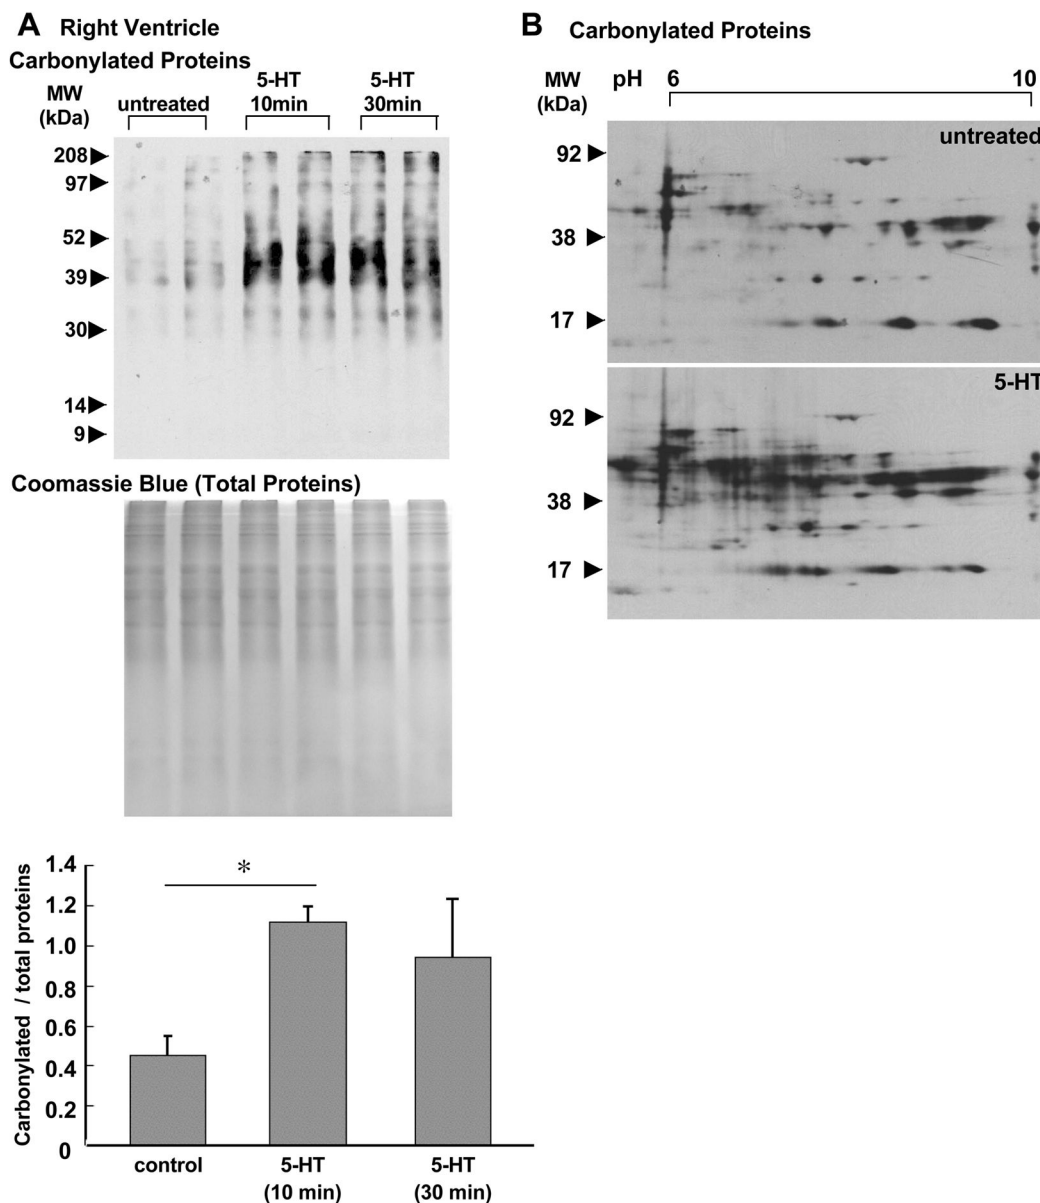 A Right Ventricle
Carbonylated Proteins
MW
(kDa)
untreated
5-HT
10min
5-HT
30min
208
97
52
39
30
14
9
Coomassie Blue (Total Proteins)
Carbonylated / total proteins
1.4
1.2
1.0
0.8
0.6
0.4
0.2
0
*
control
5-HT
(10 min)
5-HT
(30 min)
B Carbonylated Proteins
MW
(kDa)
pH 6 10
untreated
92
38
17
5-HT
92
38
17